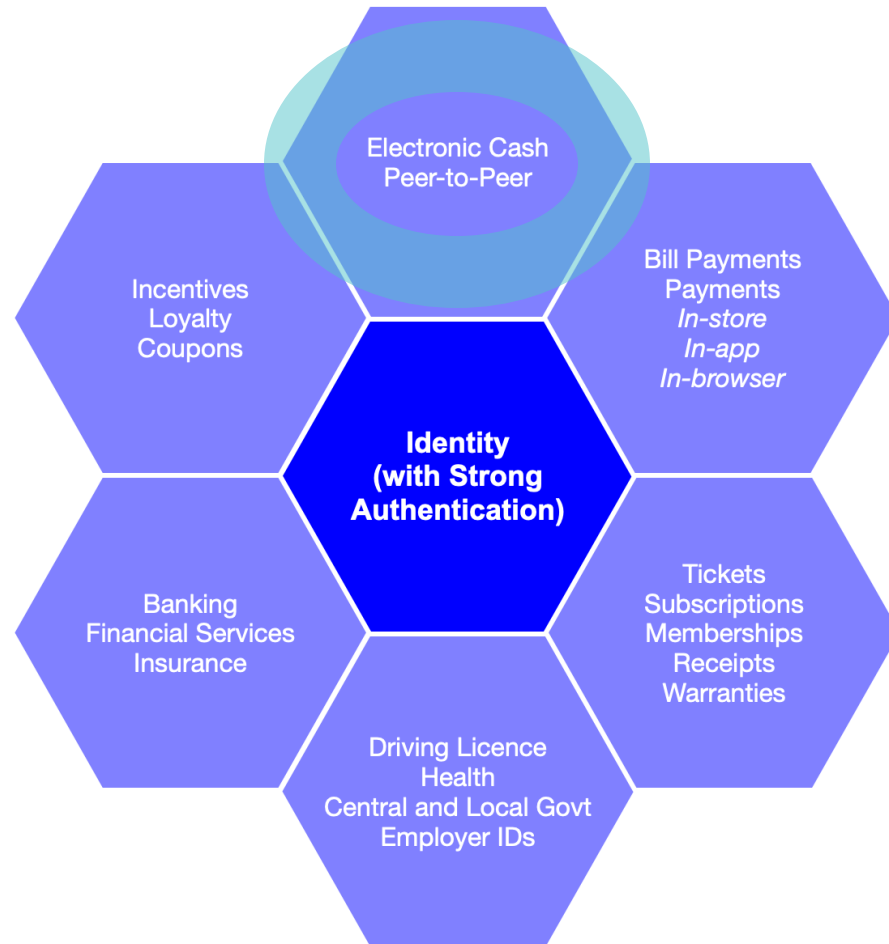 Electronic Cash
Peer-to-Peer
Incentives
Loyalty
Coupons
Bill Payments
Payments
In-store
In-app
In-browser
Identity
(with Strong
Authentication)
Banking
Financial Services
Insurance
Tickets
Subscriptions
Memberships
Receipts
Warranties
Driving Licence
Health
Central and Local Govt
Employer IDs